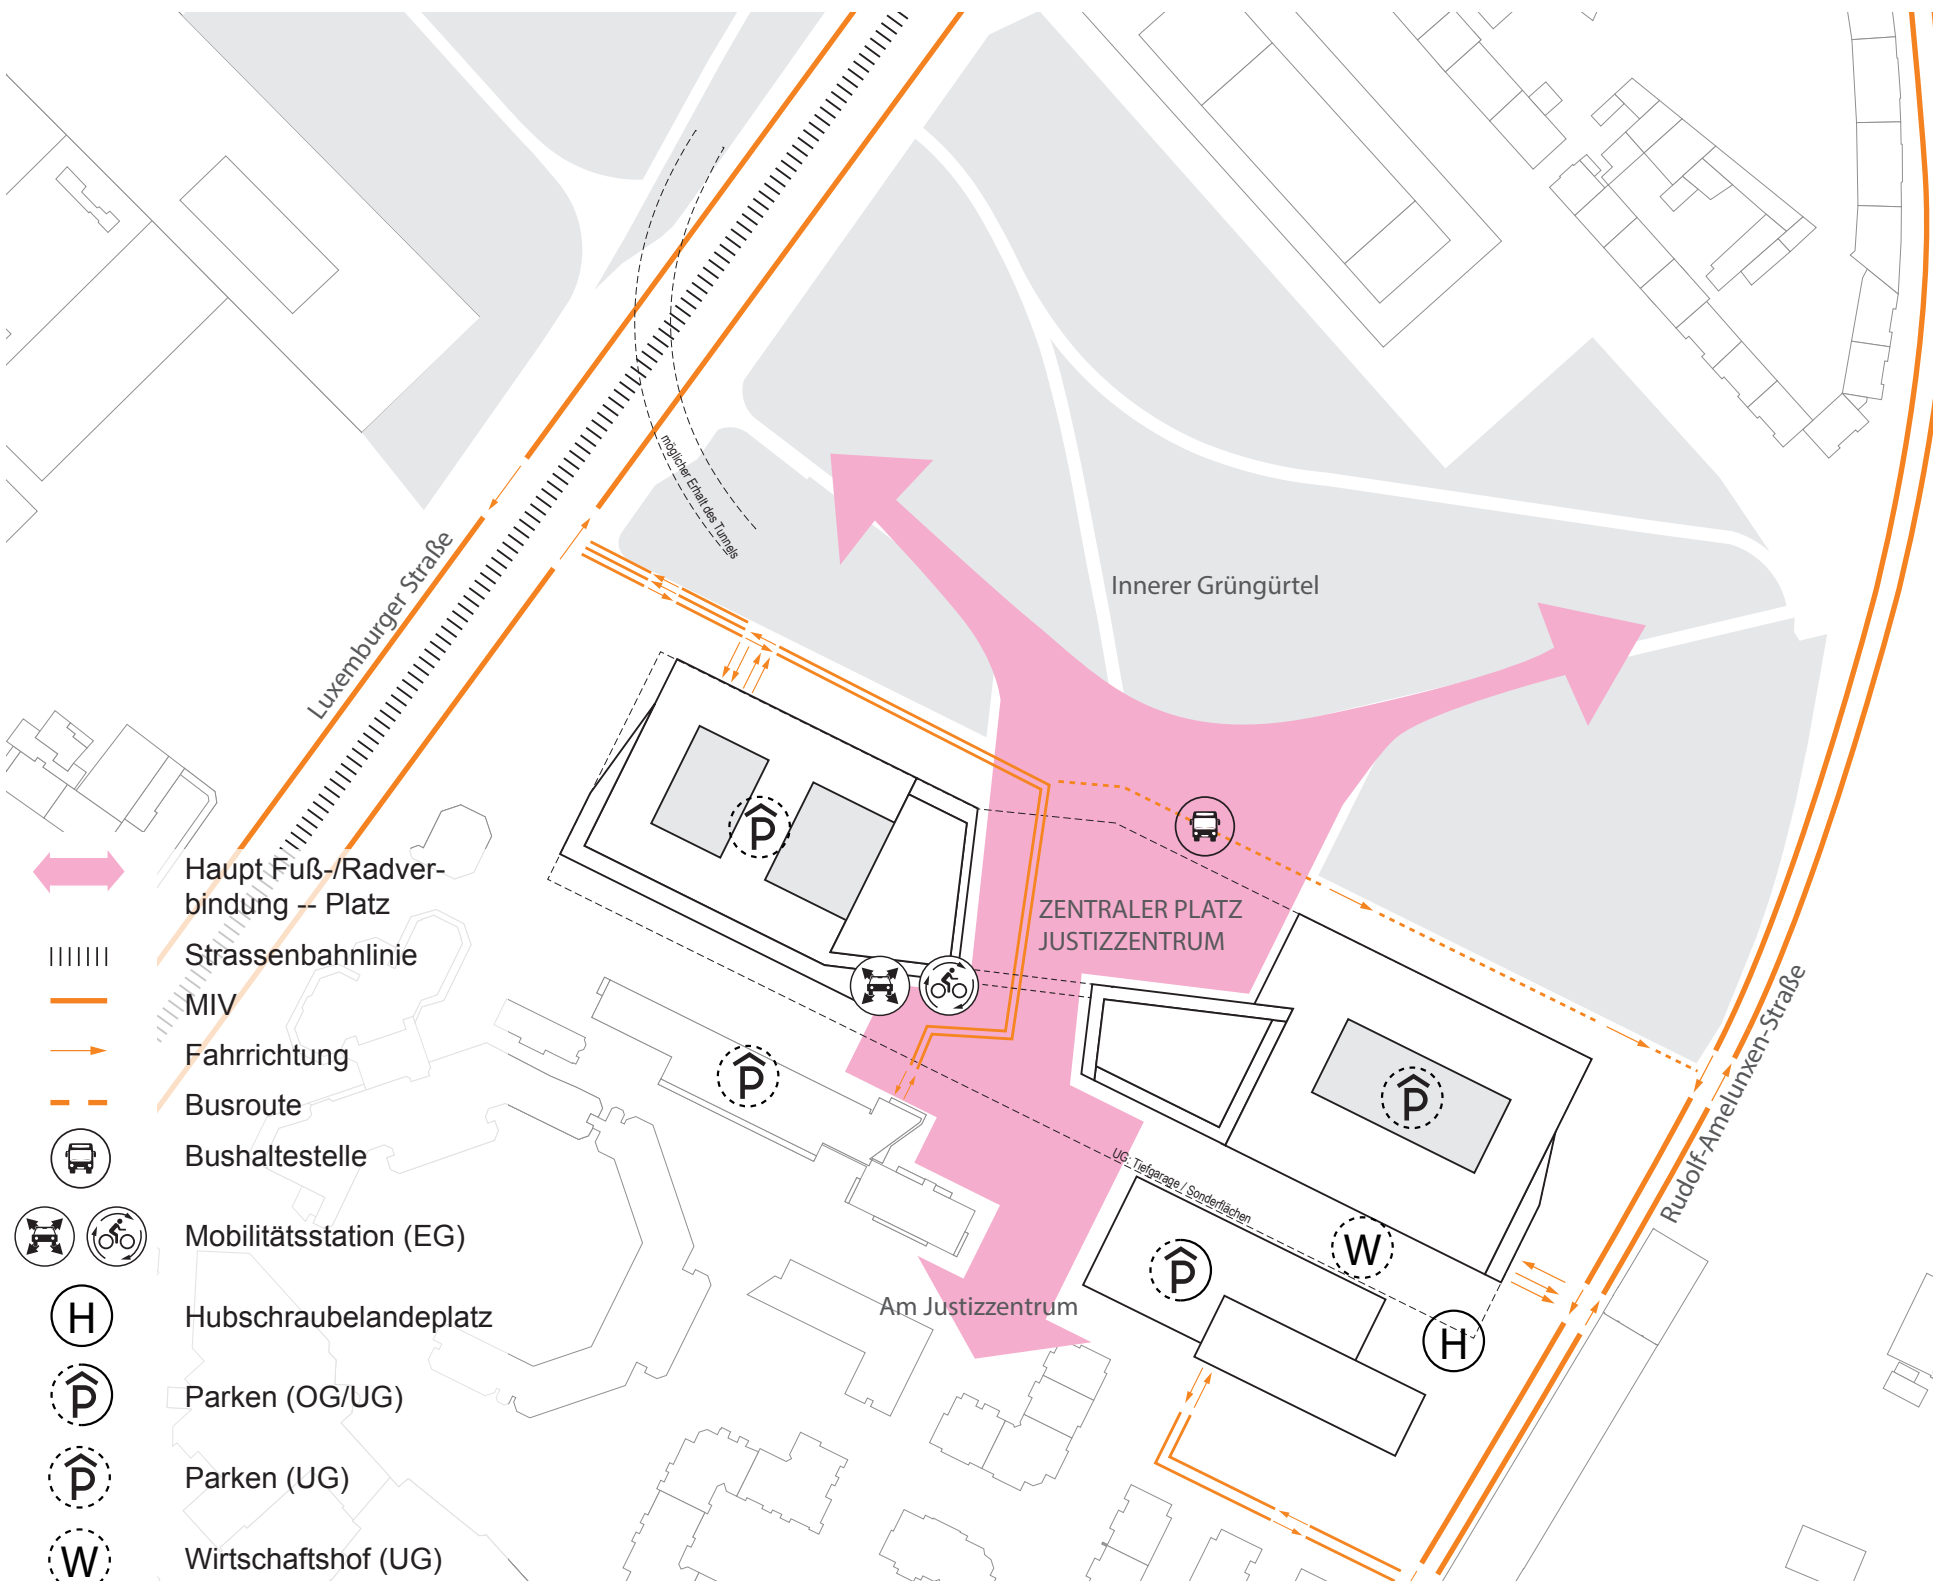 möglicher Erhalt des Tunnels
Luxemburger Straße
Innerer Grüngürtel
P
ZENTRALER PLATZ
JUSTIZZENTRUM
P
P
Rudolf-Amelunxen-Straße
UG: Tiefgarage / Sonderflächen
W
P
H
Am Justizzentrum
Haupt Fuß-/Radver-
bindung -- Platz
Strassenbahnlinie
MIV
Fahrrichtung
Busroute
Bushaltestelle
Mobilitätsstation (EG)
H Hubschraubelandeplatz
P Parken (OG/UG)
P Parken (UG)
W Wirtschaftshof (UG)